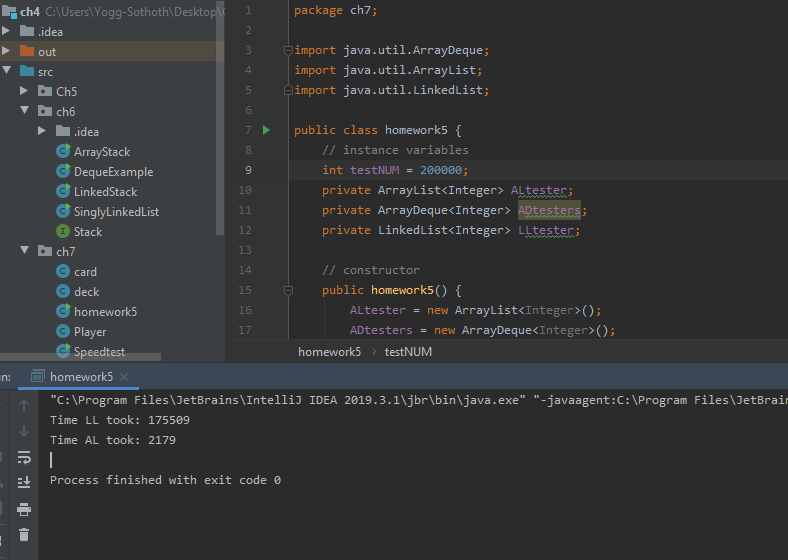 ch4 C:\Users\Yogg-Sothoth\Desktop\
.idea
out
src
Ch5
ch6
.idea
ArrayStack
DequeExample
LinkedStack
SinglyLinkedList
Stack
ch7
card
deck
homework5
Player
Speedtest
1 package ch7;
2
3 import java.util.ArrayDeque;
4 import java.util.ArrayList;
5 import java.util.LinkedList;
6
7 public class homework5 {
8 // instance variables
9 int testNUM = 200000;
10 private ArrayList<Integer> ALtester;
11 private ArrayDeque<Integer> ADtesters;
12 private LinkedList<Integer> LLtester;
13
14 // constructor
15 public homework5() {
16 ALtester = new ArrayList<Integer>();
17 ADtesters = new ArrayDeque<Integer>();
homework5 › testNUM
n: homework5 ×
"C:\Program Files\JetBrains\IntelliJ IDEA 2019.3.1\jbr\bin\java.exe" "-javaagent:C:\Program Files\JetBrain
Time LL took: 175509
Time AL took: 2179
Process finished with exit code 0